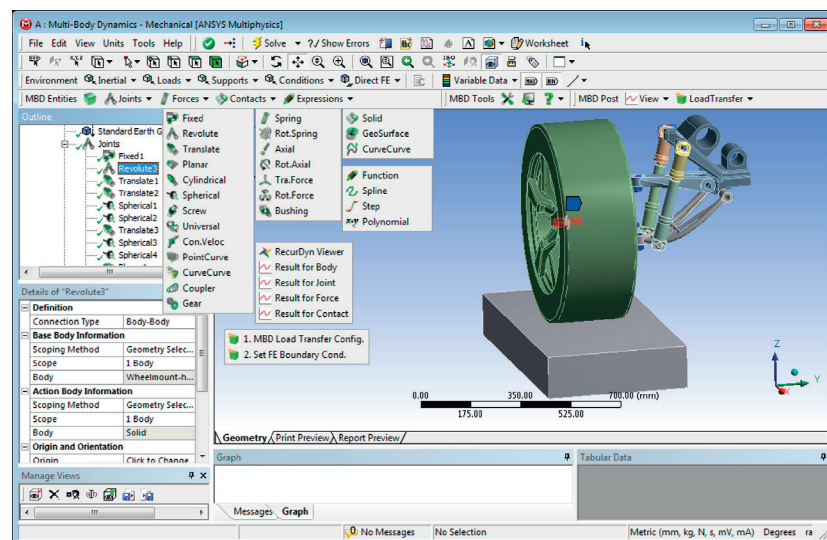 A : Multi-Body Dynamics - Mechanical [ANSYS Multiphysics]
File Edit View Units Tools Help Solve ?/ Show Errors Worksheet
Environment Inertial Loads Supports Conditions Direct FE Variable Data
MBD Entities Joints Forces Contacts Expressions MBD Tools MBD Post View LoadTransfer
Outline
Standard Earth G
Joints
Fixed1
Revolute3
Translate1
Translate2
Spherical1
Spherical2
Translate3
Spherical3
Spherical4
Fixed
Revolute
Translate
Planar
Cylindrical
Spherical
Screw
Universal
Con.Veloc
PointCurve
CurveCurve
Coupler
Gear
Spring
Rot.Spring
Axial
Rot.Axial
Tra.Force
Rot.Force
Bushing
Solid
GeoSurface
CurveCurve
Function
Spline
Step
Polynomial
RecurDyn Viewer
Result for Body
Result for Joint
Result for Force
Result for Contact
1. MBD Load Transfer Config.
2. Set FE Boundary Cond.
Details of "Revolute3"
Definition
Connection Type Body-Body
Base Body Information
Scoping Method Geometry Selec...
Scope 1 Body
Body Wheelmount-h...
Action Body Information
Scoping Method Geometry Selec...
Scope 1 Body
Body Solid
Origin and Orientation
Origin Click to Change
0.00 350.00 700.00 (mm)
175.00 525.00
Z
Y
X
Geometry Print Preview Report Preview
Graph
Tabular Data
Manage Views
Messages Graph
No Messages No Selection Metric (mm, kg, N, s, mV, mA) Degrees ra